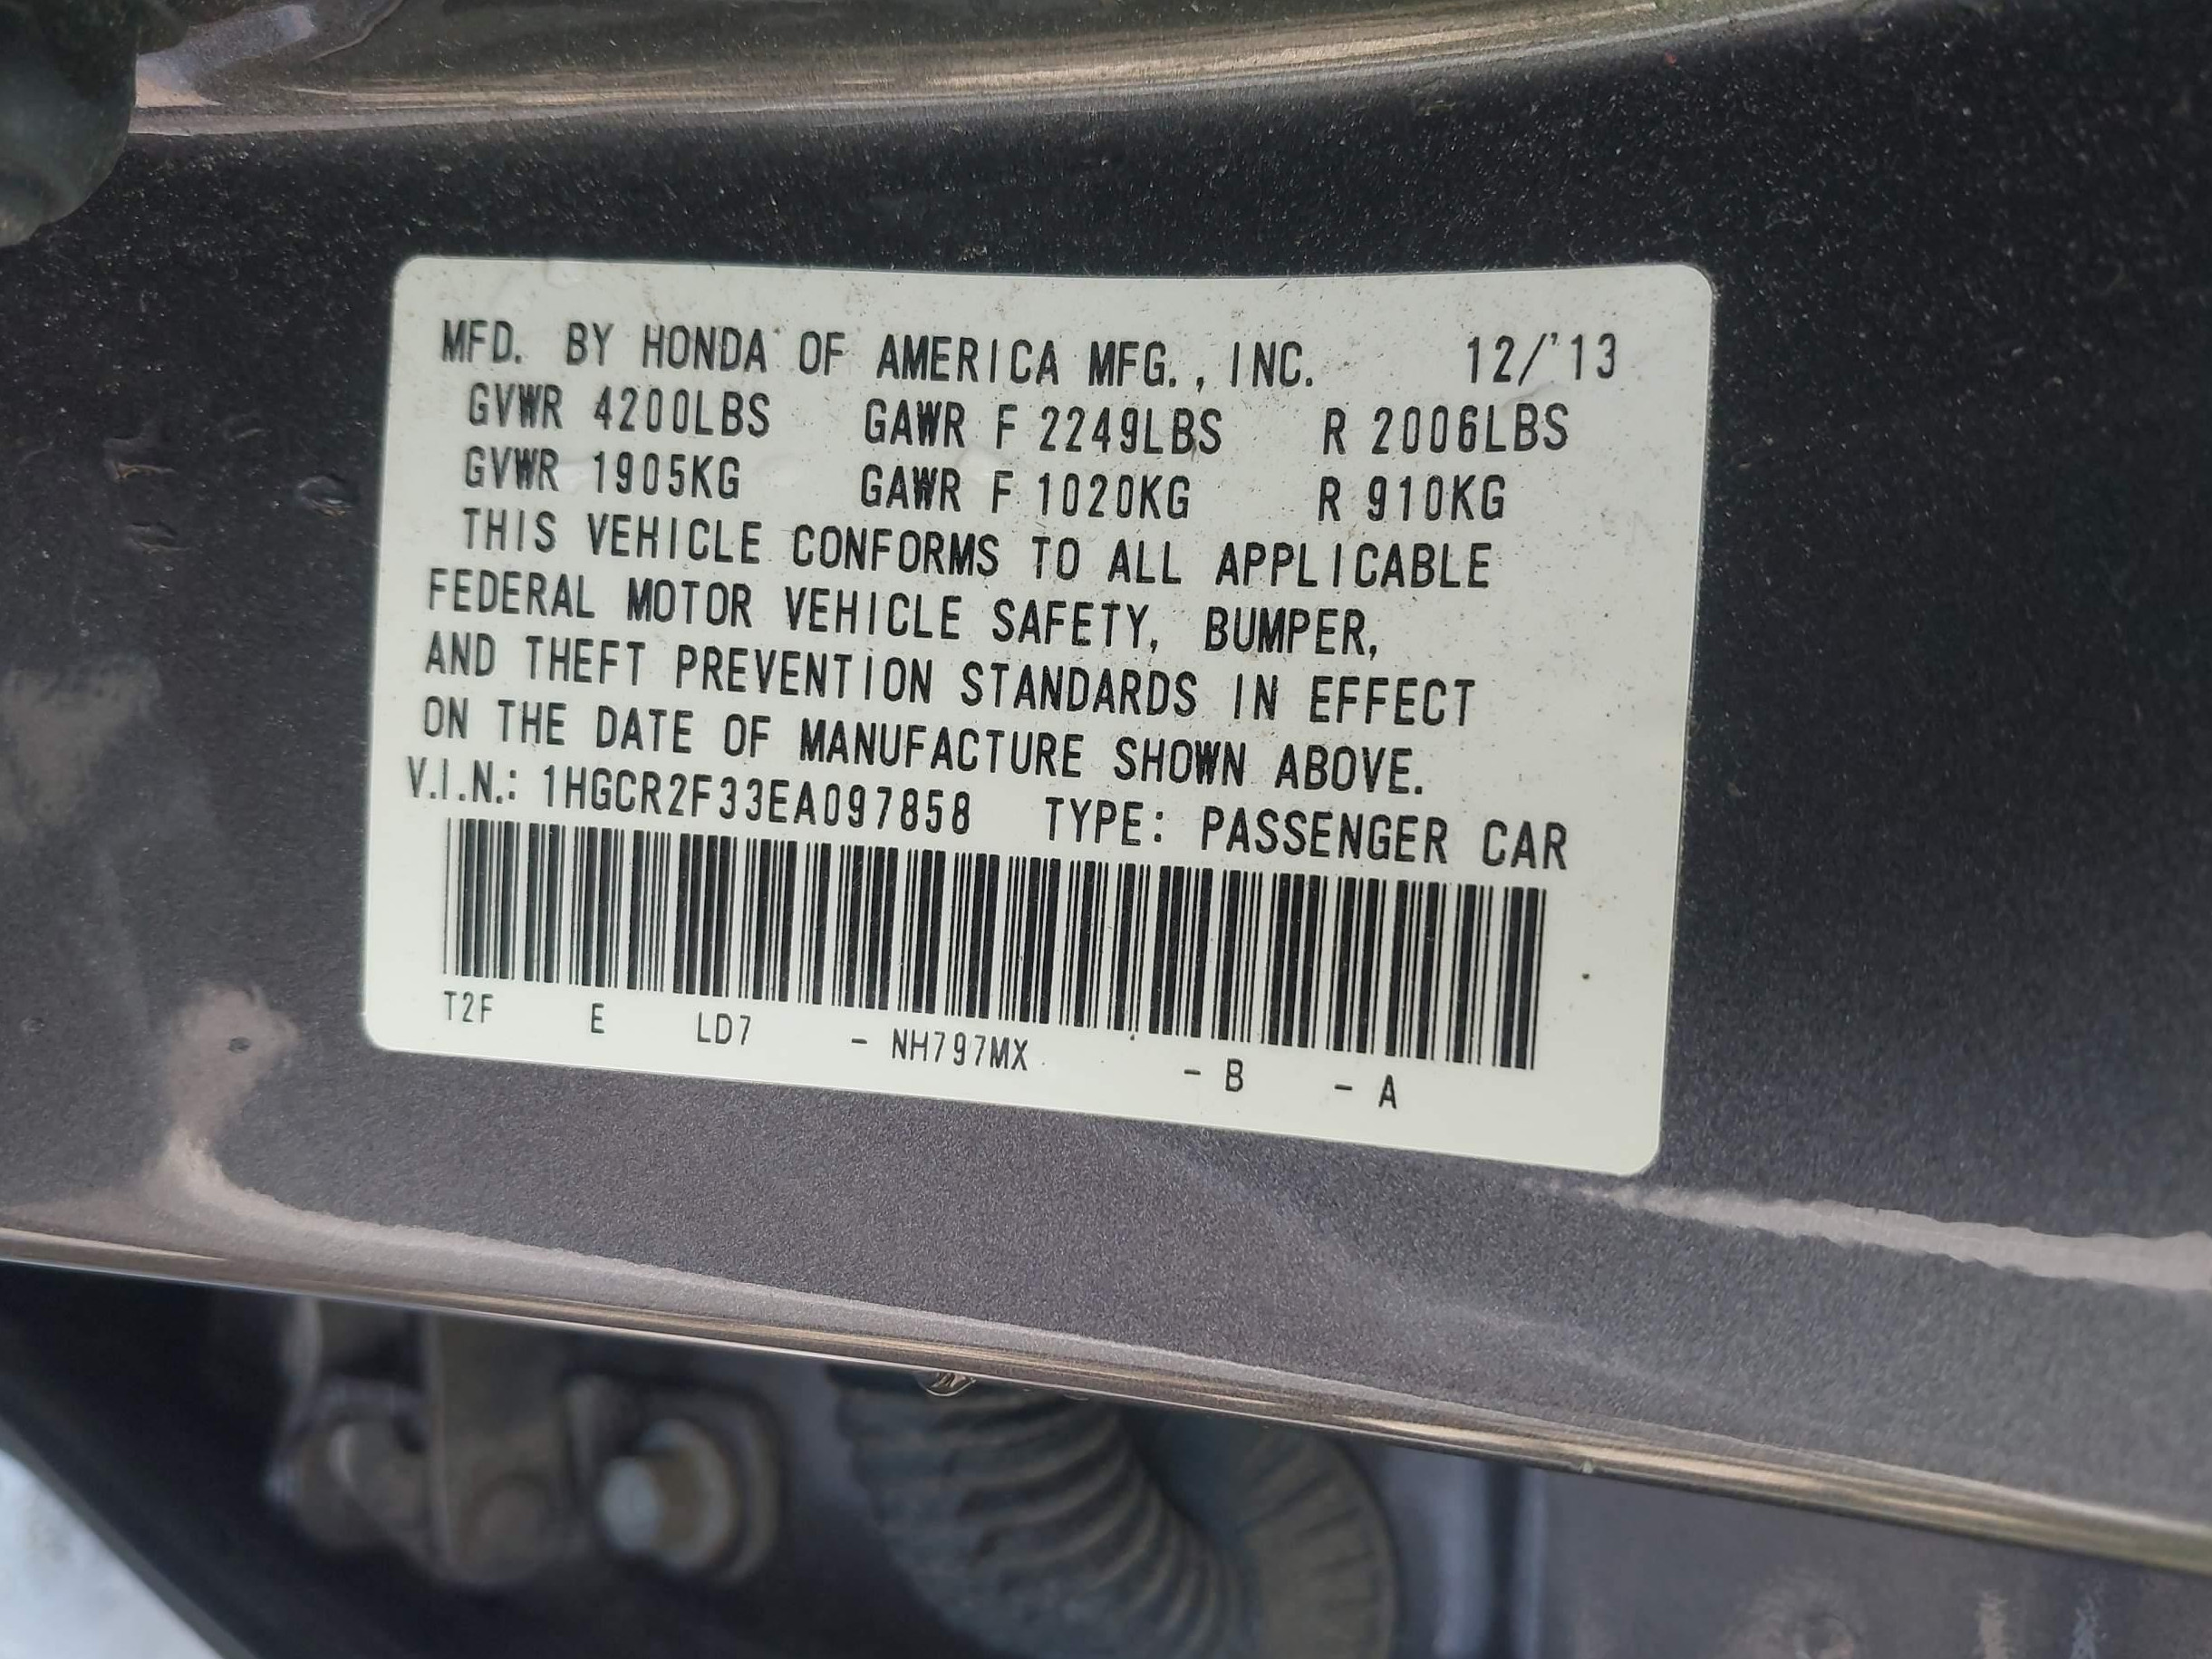 MFD. BY HONDA OF AMERICA MFG., INC. 12/'13
GVWR 4200LBS GAWR F 2249LBS R 2006LBS
GVWR 1905KG GAWR F 1020KG R 910KG
THIS VEHICLE CONFORMS TO ALL APPLICABLE
FEDERAL MOTOR VEHICLE SAFETY, BUMPER,
AND THEFT PREVENTION STANDARDS IN EFFECT
ON THE DATE OF MANUFACTURE SHOWN ABOVE.
V.I.N.: 1HGCR2F33EA097858 TYPE: PASSENGER CAR
T2F E LD7 - NH797MX - B - A